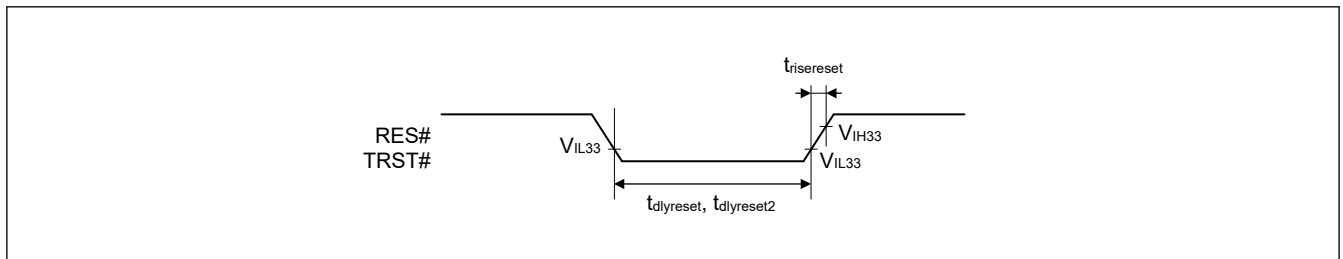 trisereset
RES#
TRST#
VIL33
VIH33
VIL33
tdlyreset, tdlyreset2